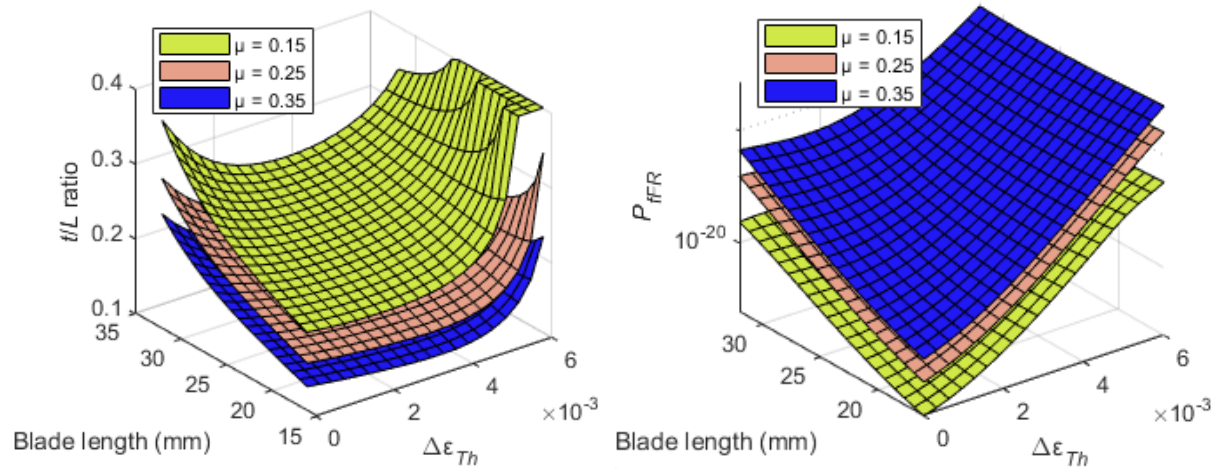 μ = 0.15
μ = 0.25
μ = 0.35
0.4
0.3
0.2
0.1
t/L ratio
35
30
25
20
15
Blade length (mm)
0
2
4
6
×10⁻³
Δε_Th
μ = 0.15
μ = 0.25
μ = 0.35
P_fFR
10⁻²⁰
30
25
20
Blade length (mm)
0
2
4
6
×10⁻³
Δε_Th